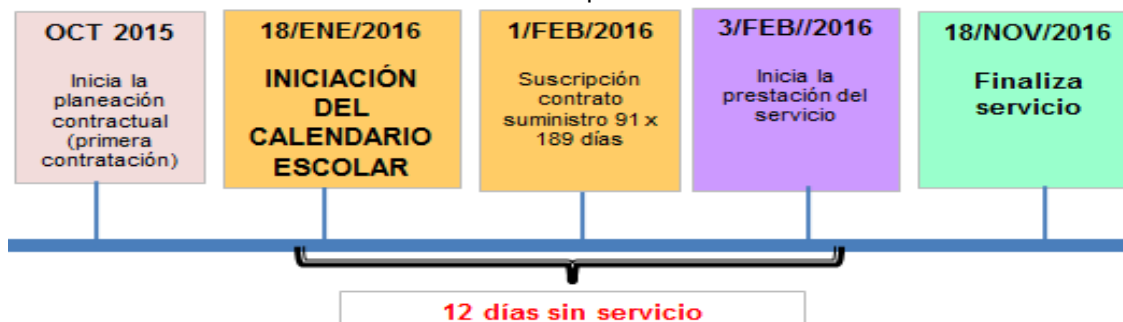 OCT 2015
Inicia la
planeación
contractual
(primera
contratación)
18/ENE/2016
INICIACIÓN
DEL
CALENDARIO
ESCOLAR
1/FEB/2016
Suscripción
contrato
suministro 91 x
189 días
3/FEB//2016
Inicia la
prestación del
servicio
18/NOV/2016
Finaliza
servicio
12 días sin servicio